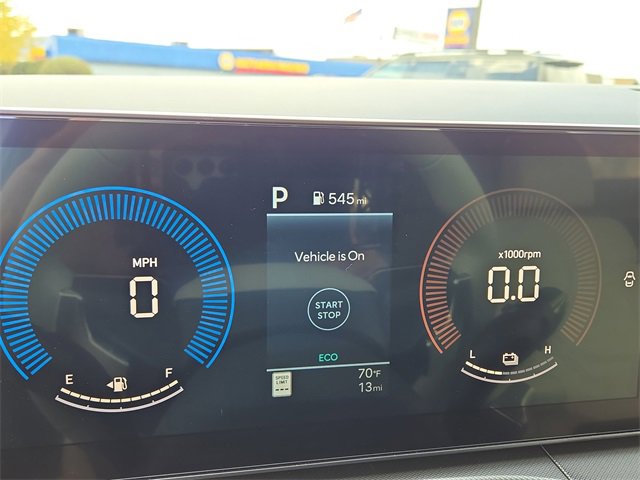 P 545 mi
Vehicle is On
MPH
0
x1000rpm
0.0
START
STOP
ECO
E F
L H
SPEED
LIMIT
70°F
13 mi